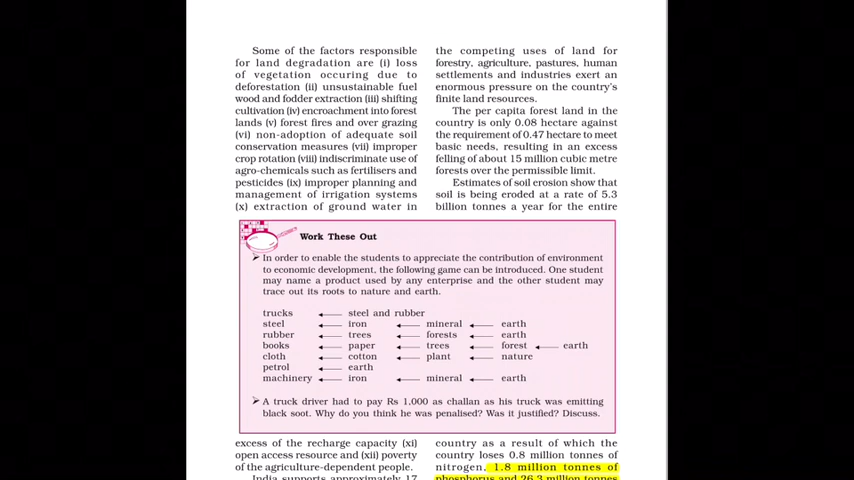 Some of the factors responsible
for land degradation are (i) loss
of vegetation occuring due to
deforestation (ii) unsustainable fuel
wood and fodder extraction (iii) shifting
cultivation (iv) encroachment into forest
lands (v) forest fires and over grazing
(vi) non-adoption of adequate soil
conservation measures (vii) improper
crop rotation (viii) indiscriminate use of
agro-chemicals such as fertilisers and
pesticides (ix) improper planning and
management of irrigation systems
(x) extraction of ground water in
the competing uses of land for
forestry, agriculture, pastures, human
settlements and industries exert an
enormous pressure on the country's
finite land resources.
The per capita forest land in the
country is only 0.08 hectare against
the requirement of 0.47 hectare to meet
basic needs, resulting in an excess
felling of about 15 million cubic metre
forests over the permissible limit.
Estimates of soil erosion show that
soil is being eroded at a rate of 5.3
billion tonnes a year for the entire
Work These Out
➢ In order to enable the students to appreciate the contribution of environment
to economic development, the following game can be introduced. One student
may name a product used by any enterprise and the other student may
trace out its roots to nature and earth.
trucks ← steel and rubber
steel ← iron ← mineral ← earth
rubber ← trees ← forests ← earth
books ← paper ← trees ← forest ← earth
cloth ← cotton ← plant ← nature
petrol ← earth
machinery ← iron ← mineral ← earth
➢ A truck driver had to pay Rs 1,000 as challan as his truck was emitting
black soot. Why do you think he was penalised? Was it justified? Discuss.
excess of the recharge capacity (xi)
open access resource and (xii) poverty
of the agriculture-dependent people.
India supports approximately 17
country as a result of which the
country loses 0.8 million tonnes of
nitrogen, 1.8 million tonnes of
phosphorus and 26.3 million tonnes